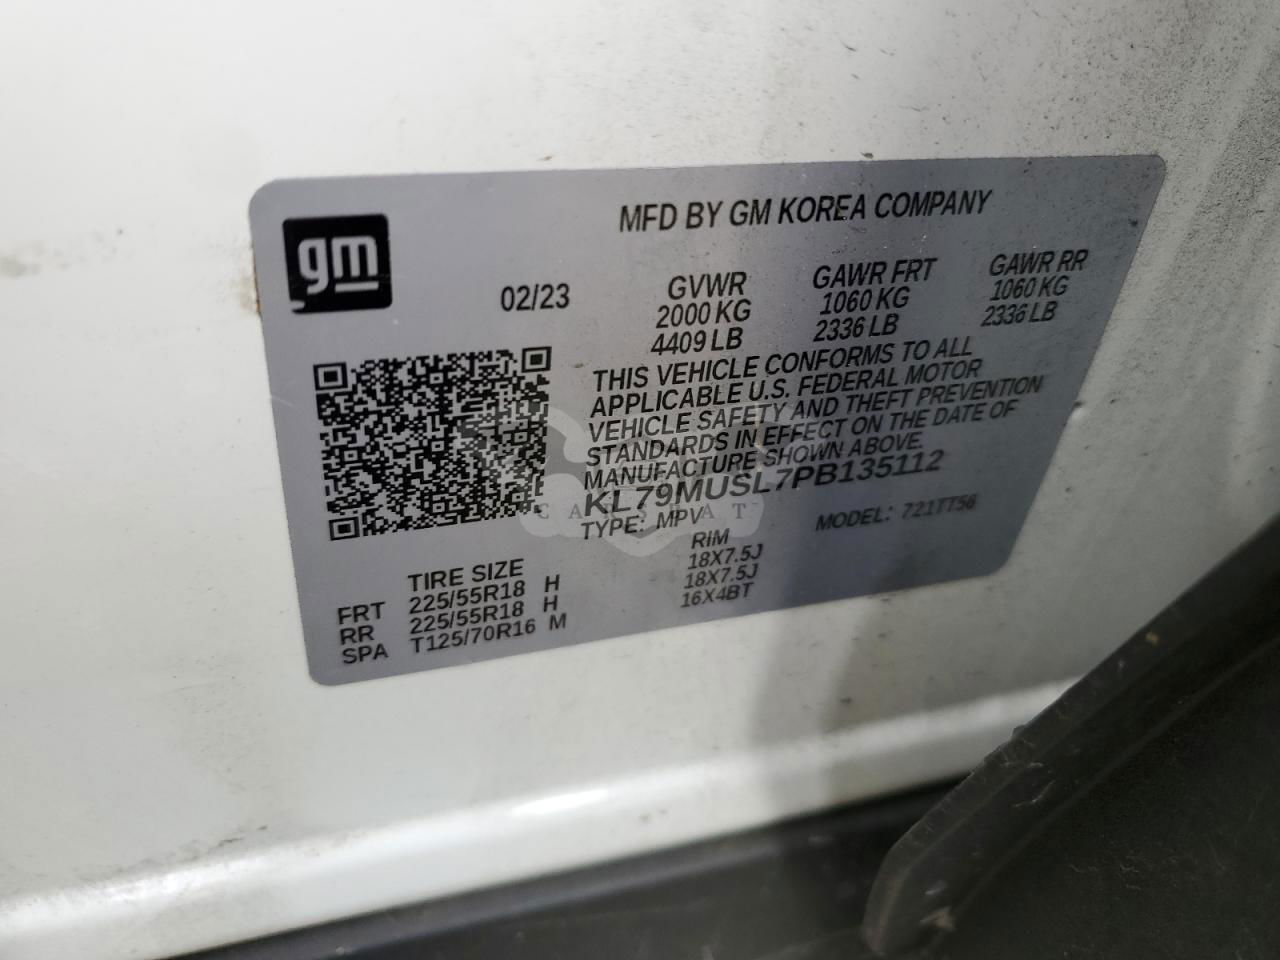 gm
MFD BY GM KOREA COMPANY
02/23
GVWR
2000 KG
4409 LB
GAWR FRT
1060 KG
2336 LB
GAWR RR
1060 KG
2336 LB
THIS VEHICLE CONFORMS TO ALL
APPLICABLE U.S. FEDERAL MOTOR
VEHICLE SAFETY AND THEFT PREVENTION
STANDARDS IN EFFECT ON THE DATE OF
MANUFACTURE SHOWN ABOVE.
KL79MUSL7PB135112
TYPE: MPV
MODEL: 721TT56
TIRE SIZE
RIM
FRT 225/55R18 H 18X7.5J
RR 225/55R18 H 18X7.5J
SPA T125/70R16 M 16X4BT